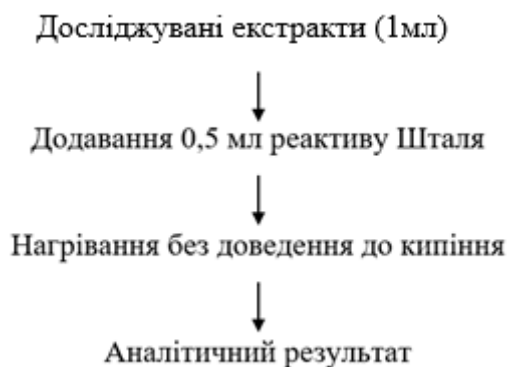 Досліджувані екстракти (1мл)
Додавання 0,5 мл реактиву Шталя
Нагрівання без доведення до кипіння
Аналітичний результат